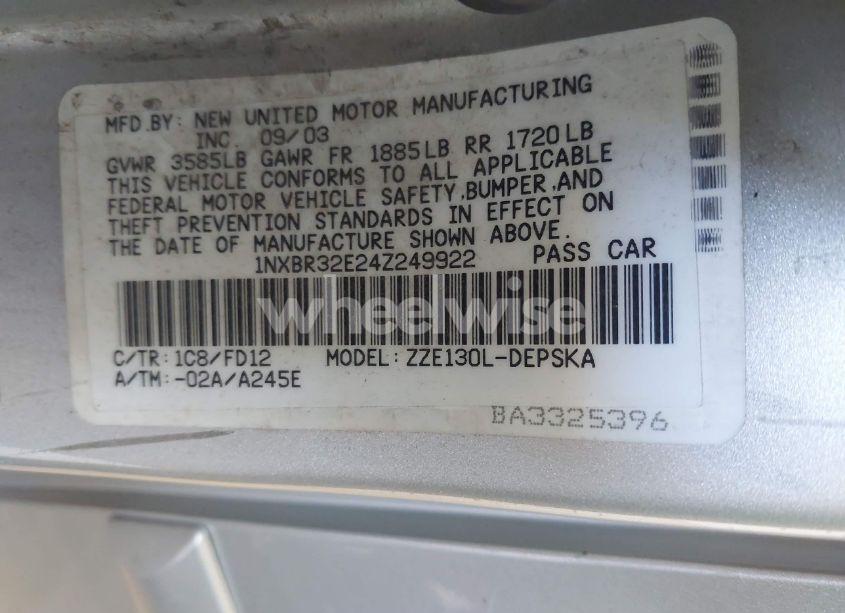 MFD.BY: NEW UNITED MOTOR MANUFACTURING
INC. 09/03
GVWR 3585LB GAWR FR 1885LB RR 1720LB
THIS VEHICLE CONFORMS TO ALL APPLICABLE
FEDERAL MOTOR VEHICLE SAFETY,BUMPER,AND
THEFT PREVENTION STANDARDS IN EFFECT ON
THE DATE OF MANUFACTURE SHOWN ABOVE.
1NXBR32E24Z249922 PASS CAR
wheelwise
C/TR:1C8/FD12 MODEL:ZZE130L-DEPSKA
A/TM:-02A/A245E
BA3325396